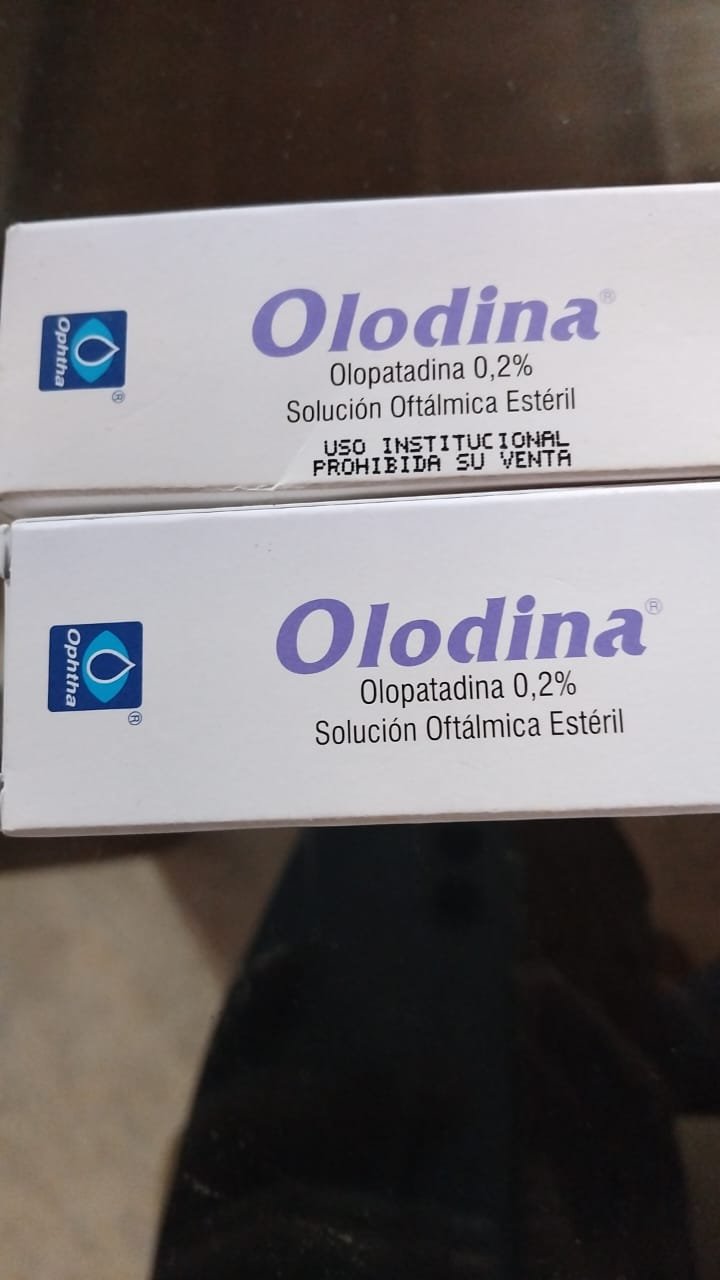 Olodina®
Olopatadina 0,2%
Solución Oftálmica Estéril
USO INSTITUCIONAL
PROHIBIDA SU VENTA
Ophtha
®
Olodina®
Olopatadina 0,2%
Solución Oftálmica Estéril
Ophtha
®